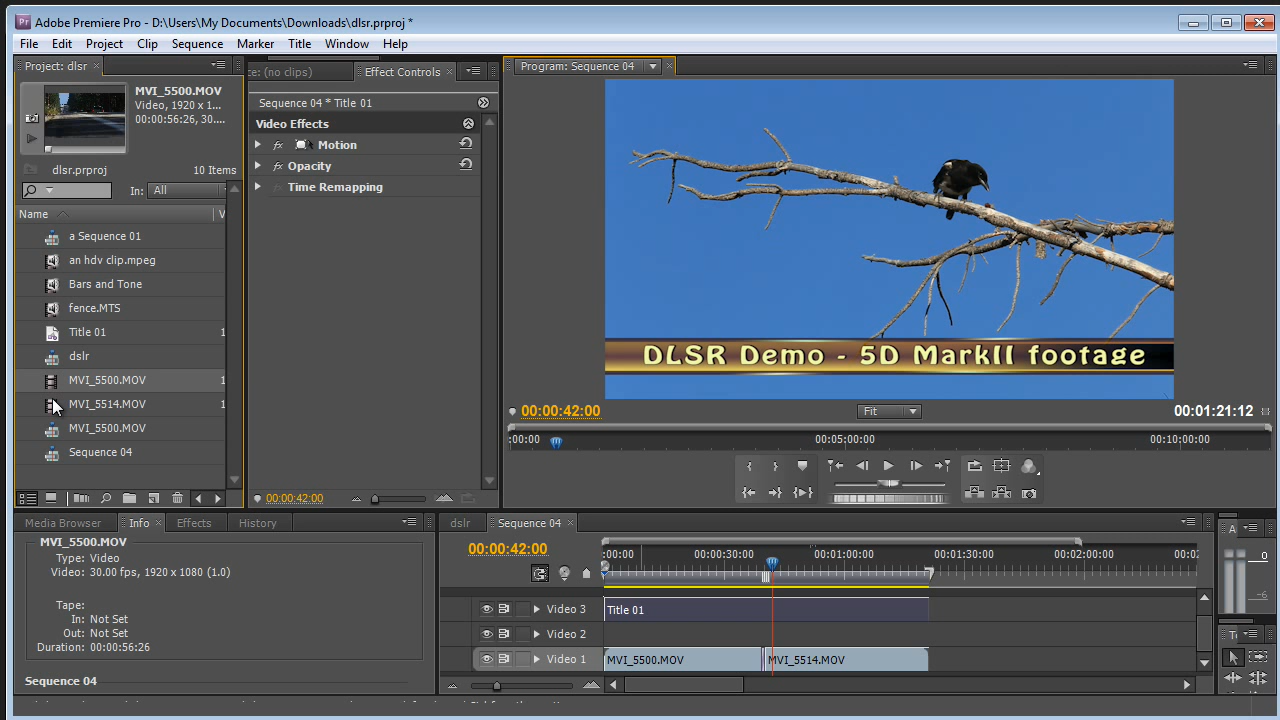 Adobe Premiere Pro - D:\Users\My Documents\Downloads\dlsr.prproj *
File Edit Project Clip Sequence Marker Title Window Help
Project: dlsr
MVI_5500.MOV
Video, 1920 x 1...
00:00:56:26, 30....
dlsr.prproj
10 Items
In: All
Name V
a Sequence 01
an hdv clip.mpeg
Bars and Tone
fence.MTS
Title 01 1
dslr
MVI_5500.MOV 1
MVI_5514.MOV 1
MVI_5500.MOV
Sequence 04
ce: (no clips)
Effect Controls
Sequence 04 * Title 01
Video Effects
fx Motion
fx Opacity
Time Remapping
00:00:42:00
Program: Sequence 04
DLSR Demo - 5D MarkII footage
00:00:42:00
Fit
00:01:21:12
:00:00 00:05:00:00 00:10:00:00
Media Browser Info Effects History
MVI_5500.MOV
Type: Video
Video: 30.00 fps, 1920 x 1080 (1.0)
Tape:
In: Not Set
Out: Not Set
Duration: 00:00:56:26
Sequence 04
dslr Sequence 04
00:00:42:00
:00:00 00:00:30:00 00:01:00:00 00:01:30:00 00:02:00:00 00:02
Video 3 Title 01
Video 2
Video 1 MVI_5500.MOV MVI_5514.MOV
A
0
-6